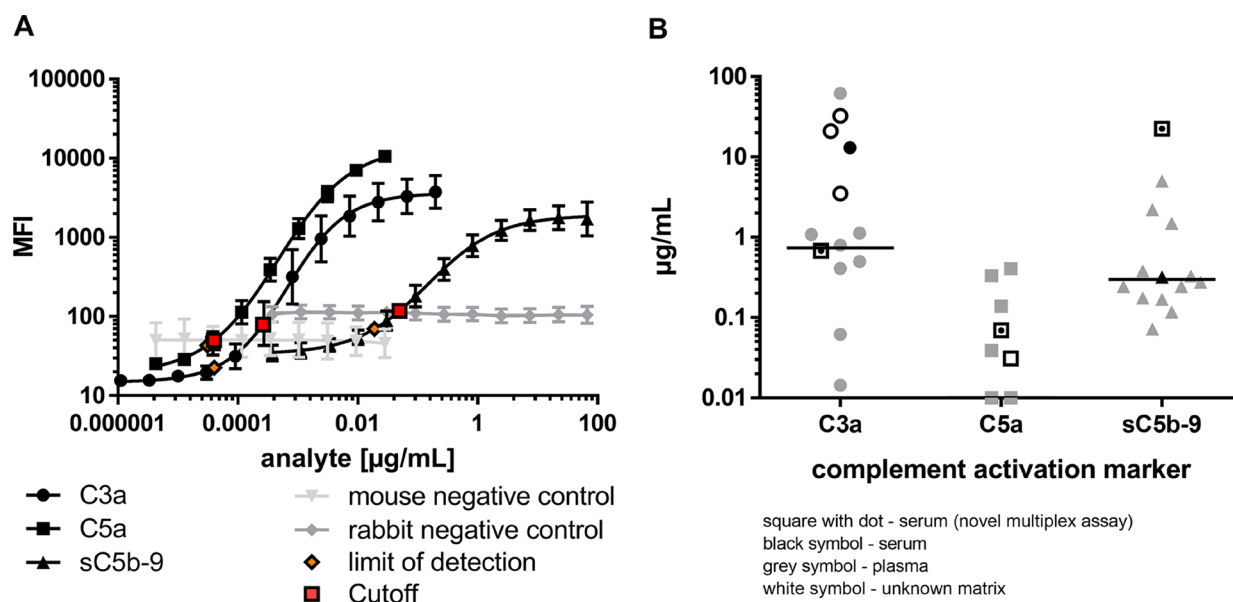 A
MFI
100000
10000
1000
100
10
0.000001
0.0001
0.01
1
100
analyte [µg/mL]
C3a
C5a
sC5b-9
mouse negative control
rabbit negative control
limit of detection
Cutoff
B
µg/mL
100
10
1
0.1
0.01
C3a
C5a
sC5b-9
complement activation marker
square with dot - serum (novel multiplex assay)
black symbol - serum
grey symbol - plasma
white symbol - unknown matrix